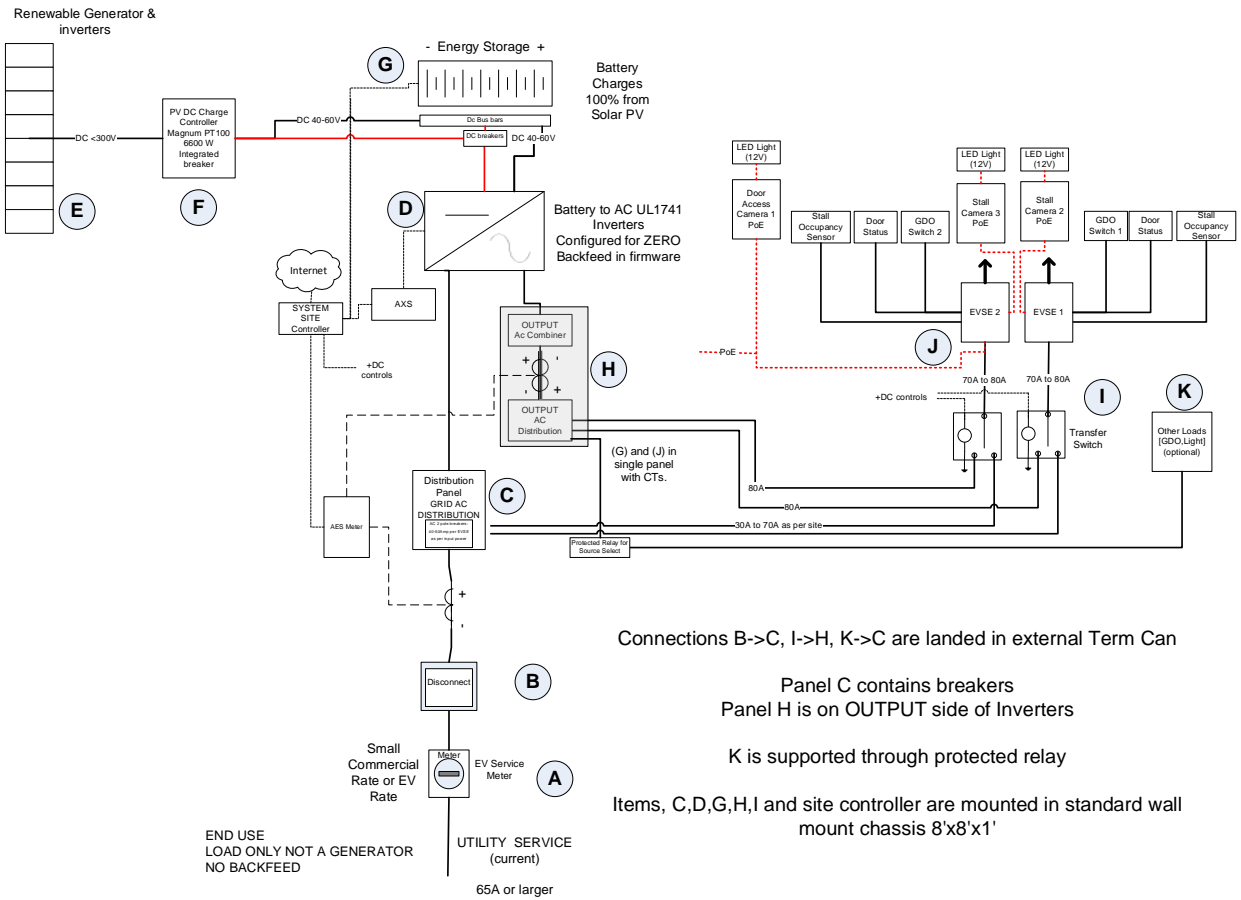 Renewable Generator &
inverters
- Energy Storage +
G
Battery
Charges
100% from
Solar PV
PV DC Charge
Controller
Magnum PT100
6600 W
Integrated
breaker
DC <300V
DC 40-60V
Dc Bus bars
DC breakers
DC 40-60V
E
F
D
Battery to AC UL1741
Inverters
Configured for ZERO
Backfeed in firmware
Internet
SYSTEM
SITE
Controller
AXS
+DC
controls
OUTPUT
Ac Combiner
+
-
-
+
OUTPUT
AC
Distribution
H
LED Light
(12V)
Door
Access
Camera 1
PoE
Stall
Occupancy
Sensor
Door
Status
GDO
Switch 2
LED Light
(12V)
Stall
Camera 3
PoE
LED Light
(12V)
Stall
Camera 2
PoE
GDO
Switch 1
Door
Status
Stall
Occupancy
Sensor
EVSE 2
EVSE 1
PoE
J
70A to 80A
70A to 80A
I
K
+DC controls
Transfer
Switch
Other Loads
[GDO,Light]
(optional)
(G) and (J) in
single panel
with CTs.
80A
80A
30A to 70A as per site
Protected Relay for
Source Select
Distribution
Panel
GRID AC
DISTRIBUTION
as per input power
C
AES Meter
+
-
Disconnect
B
Small
Commercial
Rate or EV
Rate
Meter
EV Service
Meter
A
END USE
LOAD ONLY NOT A GENERATOR
NO BACKFEED
UTILITY SERVICE
(current)
65A or larger
Connections B->C, I->H, K->C are landed in external Term Can
Panel C contains breakers
Panel H is on OUTPUT side of Inverters
K is supported through protected relay
Items, C,D,G,H,I and site controller are mounted in standard wall
mount chassis 8'x8'x1'